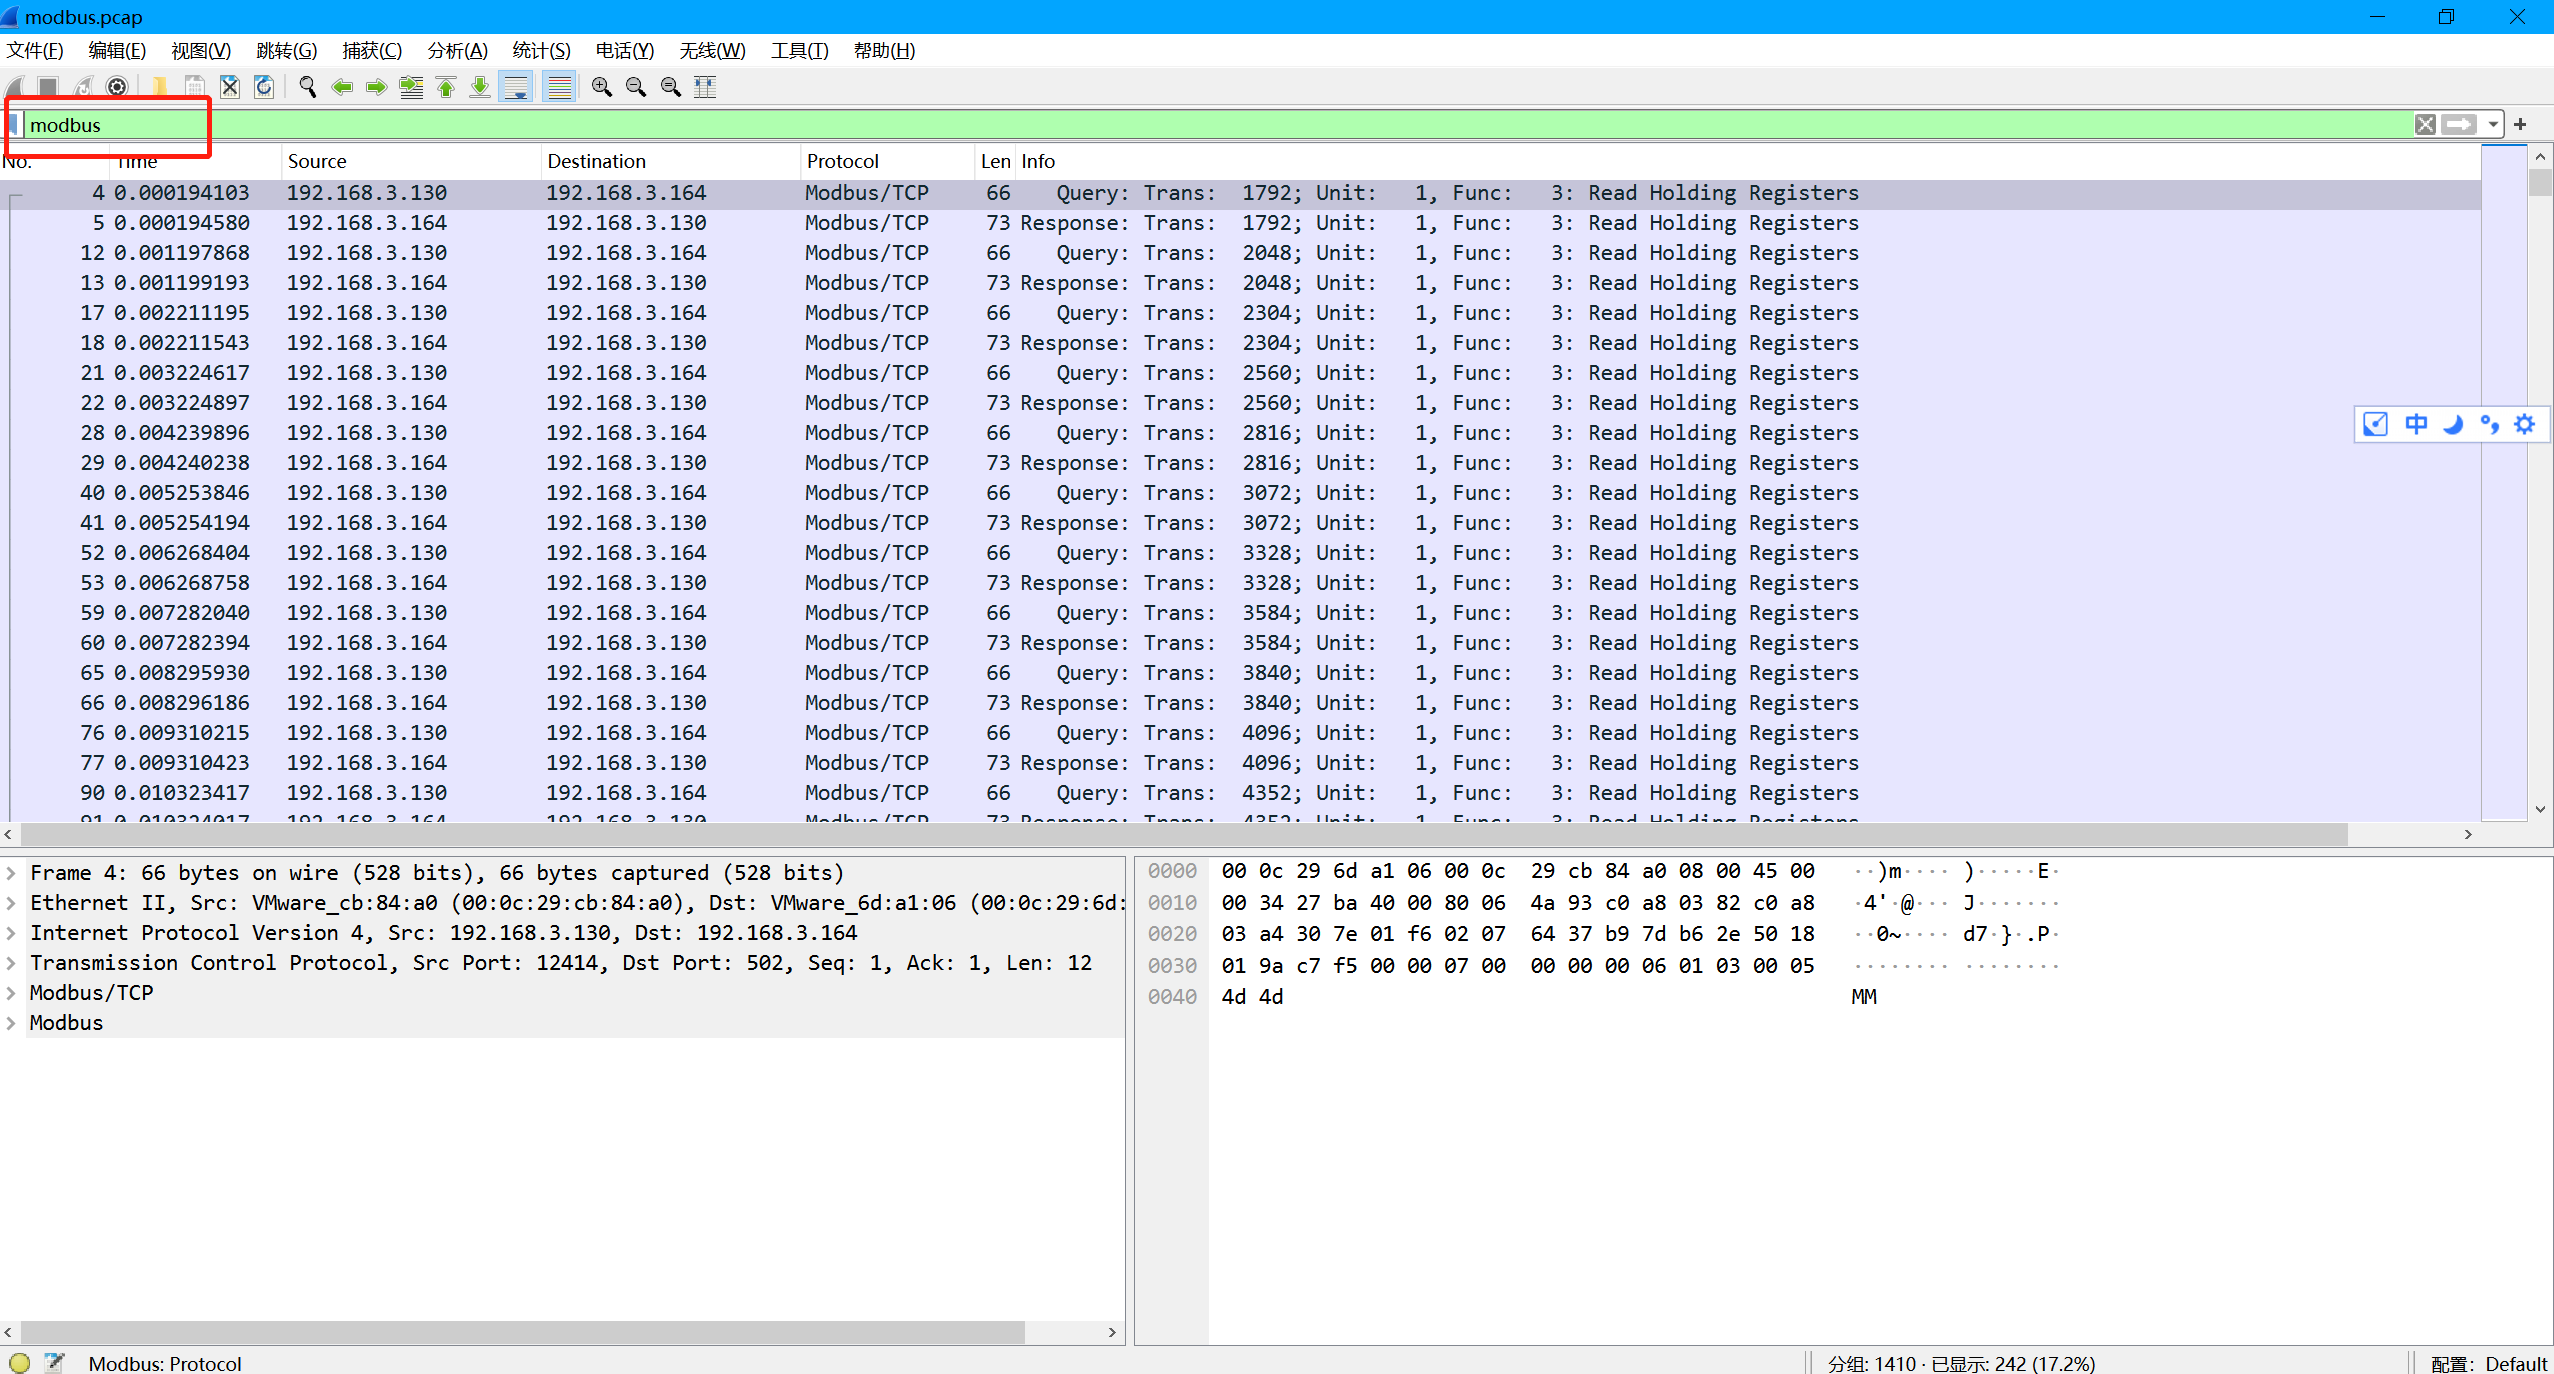 modbus.pcap
文件(F) 编辑(E) 视图(V) 跳转(G) 捕获(C) 分析(A) 统计(S) 电话(Y) 无线(W) 工具(T) 帮助(H)
modbus
No. Time Source Destination Protocol Len Info
4 0.000194103 192.168.3.130 192.168.3.164 Modbus/TCP 66 Query: Trans: 1792; Unit: 1, Func: 3: Read Holding Registers
5 0.000194580 192.168.3.164 192.168.3.130 Modbus/TCP 73 Response: Trans: 1792; Unit: 1, Func: 3: Read Holding Registers
12 0.001197868 192.168.3.130 192.168.3.164 Modbus/TCP 66 Query: Trans: 2048; Unit: 1, Func: 3: Read Holding Registers
13 0.001199193 192.168.3.164 192.168.3.130 Modbus/TCP 73 Response: Trans: 2048; Unit: 1, Func: 3: Read Holding Registers
17 0.002211195 192.168.3.130 192.168.3.164 Modbus/TCP 66 Query: Trans: 2304; Unit: 1, Func: 3: Read Holding Registers
18 0.002211543 192.168.3.164 192.168.3.130 Modbus/TCP 73 Response: Trans: 2304; Unit: 1, Func: 3: Read Holding Registers
21 0.003224617 192.168.3.130 192.168.3.164 Modbus/TCP 66 Query: Trans: 2560; Unit: 1, Func: 3: Read Holding Registers
22 0.003224897 192.168.3.164 192.168.3.130 Modbus/TCP 73 Response: Trans: 2560; Unit: 1, Func: 3: Read Holding Registers
28 0.004239896 192.168.3.130 192.168.3.164 Modbus/TCP 66 Query: Trans: 2816; Unit: 1, Func: 3: Read Holding Registers
中
29 0.004240238 192.168.3.164 192.168.3.130 Modbus/TCP 73 Response: Trans: 2816; Unit: 1, Func: 3: Read Holding Registers
40 0.005253846 192.168.3.130 192.168.3.164 Modbus/TCP 66 Query: Trans: 3072; Unit: 1, Func: 3: Read Holding Registers
41 0.005254194 192.168.3.164 192.168.3.130 Modbus/TCP 73 Response: Trans: 3072; Unit: 1, Func: 3: Read Holding Registers
52 0.006268404 192.168.3.130 192.168.3.164 Modbus/TCP 66 Query: Trans: 3328; Unit: 1, Func: 3: Read Holding Registers
53 0.006268758 192.168.3.164 192.168.3.130 Modbus/TCP 73 Response: Trans: 3328; Unit: 1, Func: 3: Read Holding Registers
59 0.007282040 192.168.3.130 192.168.3.164 Modbus/TCP 66 Query: Trans: 3584; Unit: 1, Func: 3: Read Holding Registers
60 0.007282394 192.168.3.164 192.168.3.130 Modbus/TCP 73 Response: Trans: 3584; Unit: 1, Func: 3: Read Holding Registers
65 0.008295930 192.168.3.130 192.168.3.164 Modbus/TCP 66 Query: Trans: 3840; Unit: 1, Func: 3: Read Holding Registers
66 0.008296186 192.168.3.164 192.168.3.130 Modbus/TCP 73 Response: Trans: 3840; Unit: 1, Func: 3: Read Holding Registers
76 0.009310215 192.168.3.130 192.168.3.164 Modbus/TCP 66 Query: Trans: 4096; Unit: 1, Func: 3: Read Holding Registers
77 0.009310423 192.168.3.164 192.168.3.130 Modbus/TCP 73 Response: Trans: 4096; Unit: 1, Func: 3: Read Holding Registers
90 0.010323417 192.168.3.130 192.168.3.164 Modbus/TCP 66 Query: Trans: 4352; Unit: 1, Func: 3: Read Holding Registers
91 0.010324017 192.168.3.164 192.168.3.130 Modbus/TCP 73 Response: Trans: 4352; Unit: 1, Func: 3: Read Holding Registers
Frame 4: 66 bytes on wire (528 bits), 66 bytes captured (528 bits)
Ethernet II, Src: VMware_cb:84:a0 (00:0c:29:cb:84:a0), Dst: VMware_6d:a1:06 (00:0c:29:6d:
Internet Protocol Version 4, Src: 192.168.3.130, Dst: 192.168.3.164
Transmission Control Protocol, Src Port: 12414, Dst Port: 502, Seq: 1, Ack: 1, Len: 12
Modbus/TCP
Modbus
0000 00 0c 29 6d a1 06 00 0c 29 cb 84 a0 08 00 45 00 ··)m···· )·····E·
0010 00 34 27 ba 40 00 80 06 4a 93 c0 a8 03 82 c0 a8 ·4'·@··· J·······
0020 03 a4 30 7e 01 f6 02 07 64 37 b9 7d b6 2e 50 18 ··0~···· d7·}·.P·
0030 01 9a c7 f5 00 00 07 00 00 00 00 06 01 03 00 05 ········ ········
0040 4d 4d MM
Modbus: Protocol 分组: 1410 · 已显示: 242 (17.2%) 配置: Default